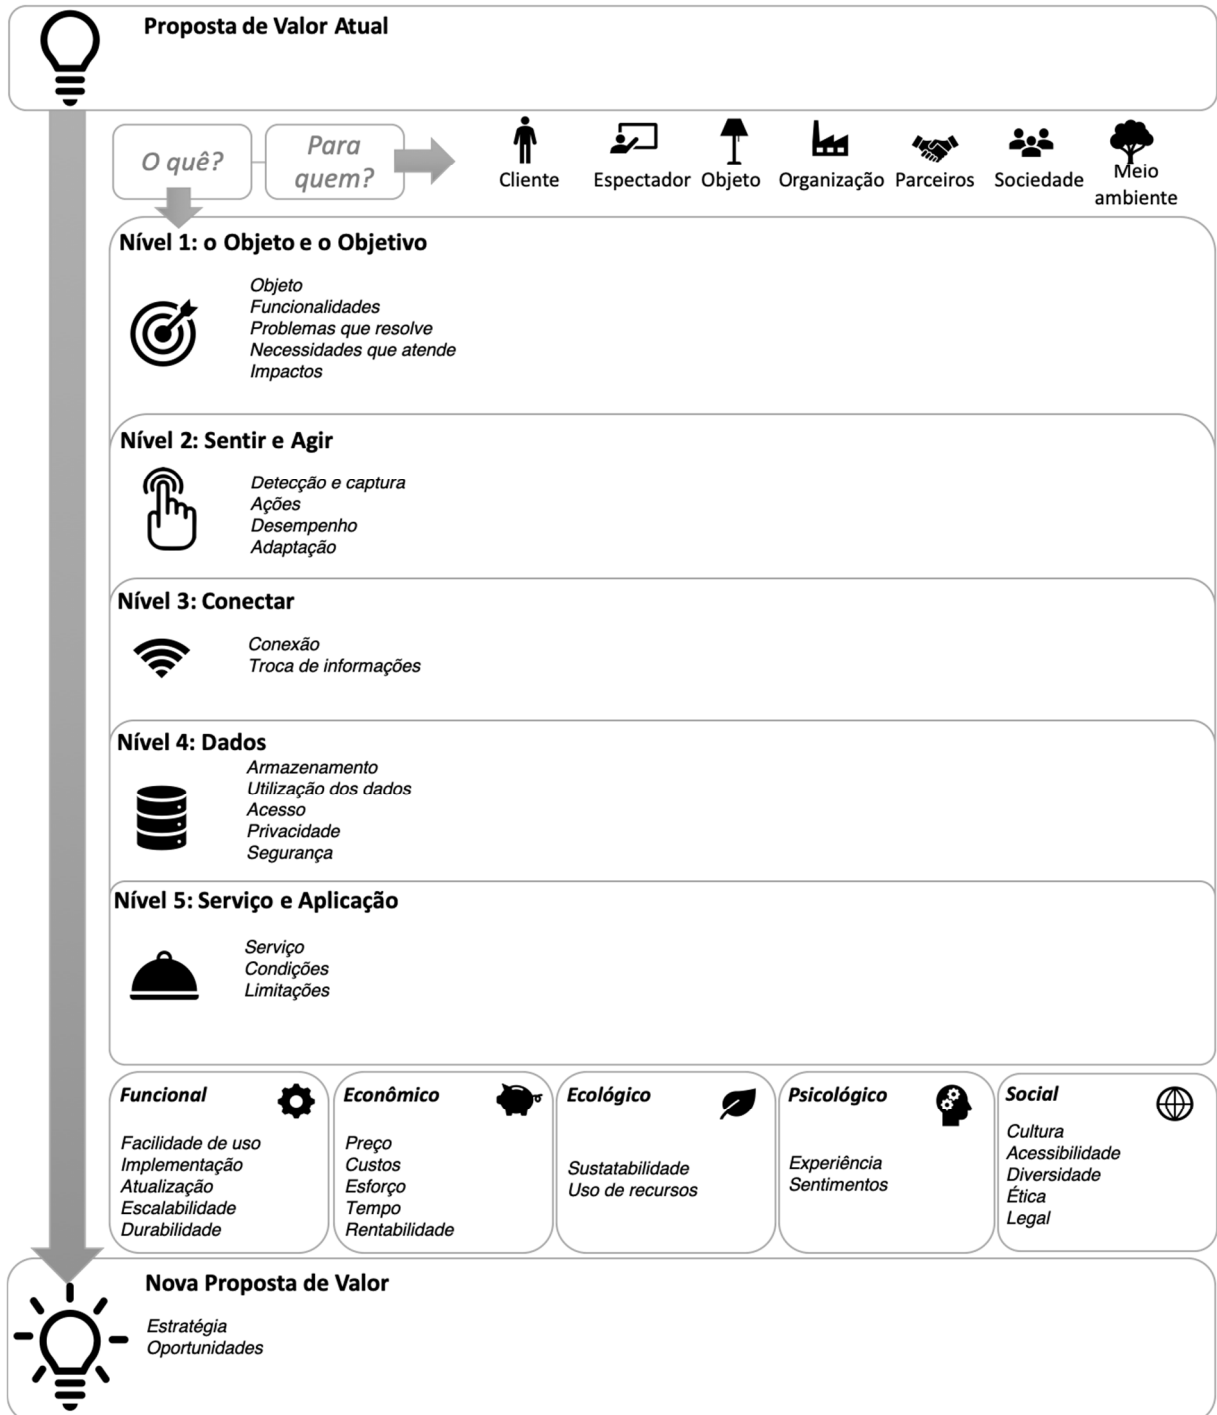 Proposta de Valor Atual
O quê?
Para
quem?
Cliente
Espectador
Objeto
Organização
Parceiros
Sociedade
Meio
ambiente
Nível 1: o Objeto e o Objetivo
Objeto
Funcionalidades
Problemas que resolve
Necessidades que atende
Impactos
Nível 2: Sentir e Agir
Detecção e captura
Ações
Desempenho
Adaptação
Nível 3: Conectar
Conexão
Troca de informações
Nível 4: Dados
Armazenamento
Utilização dos dados
Acesso
Privacidade
Segurança
Nível 5: Serviço e Aplicação
Serviço
Condições
Limitações
Funcional
Facilidade de uso
Implementação
Atualização
Escalabilidade
Durabilidade
Econômico
Preço
Custos
Esforço
Tempo
Rentabilidade
Ecológico
Sustatabilidade
Uso de recursos
Psicológico
Experiência
Sentimentos
Social
Cultura
Acessibilidade
Diversidade
Ética
Legal
Nova Proposta de Valor
Estratégia
Oportunidades